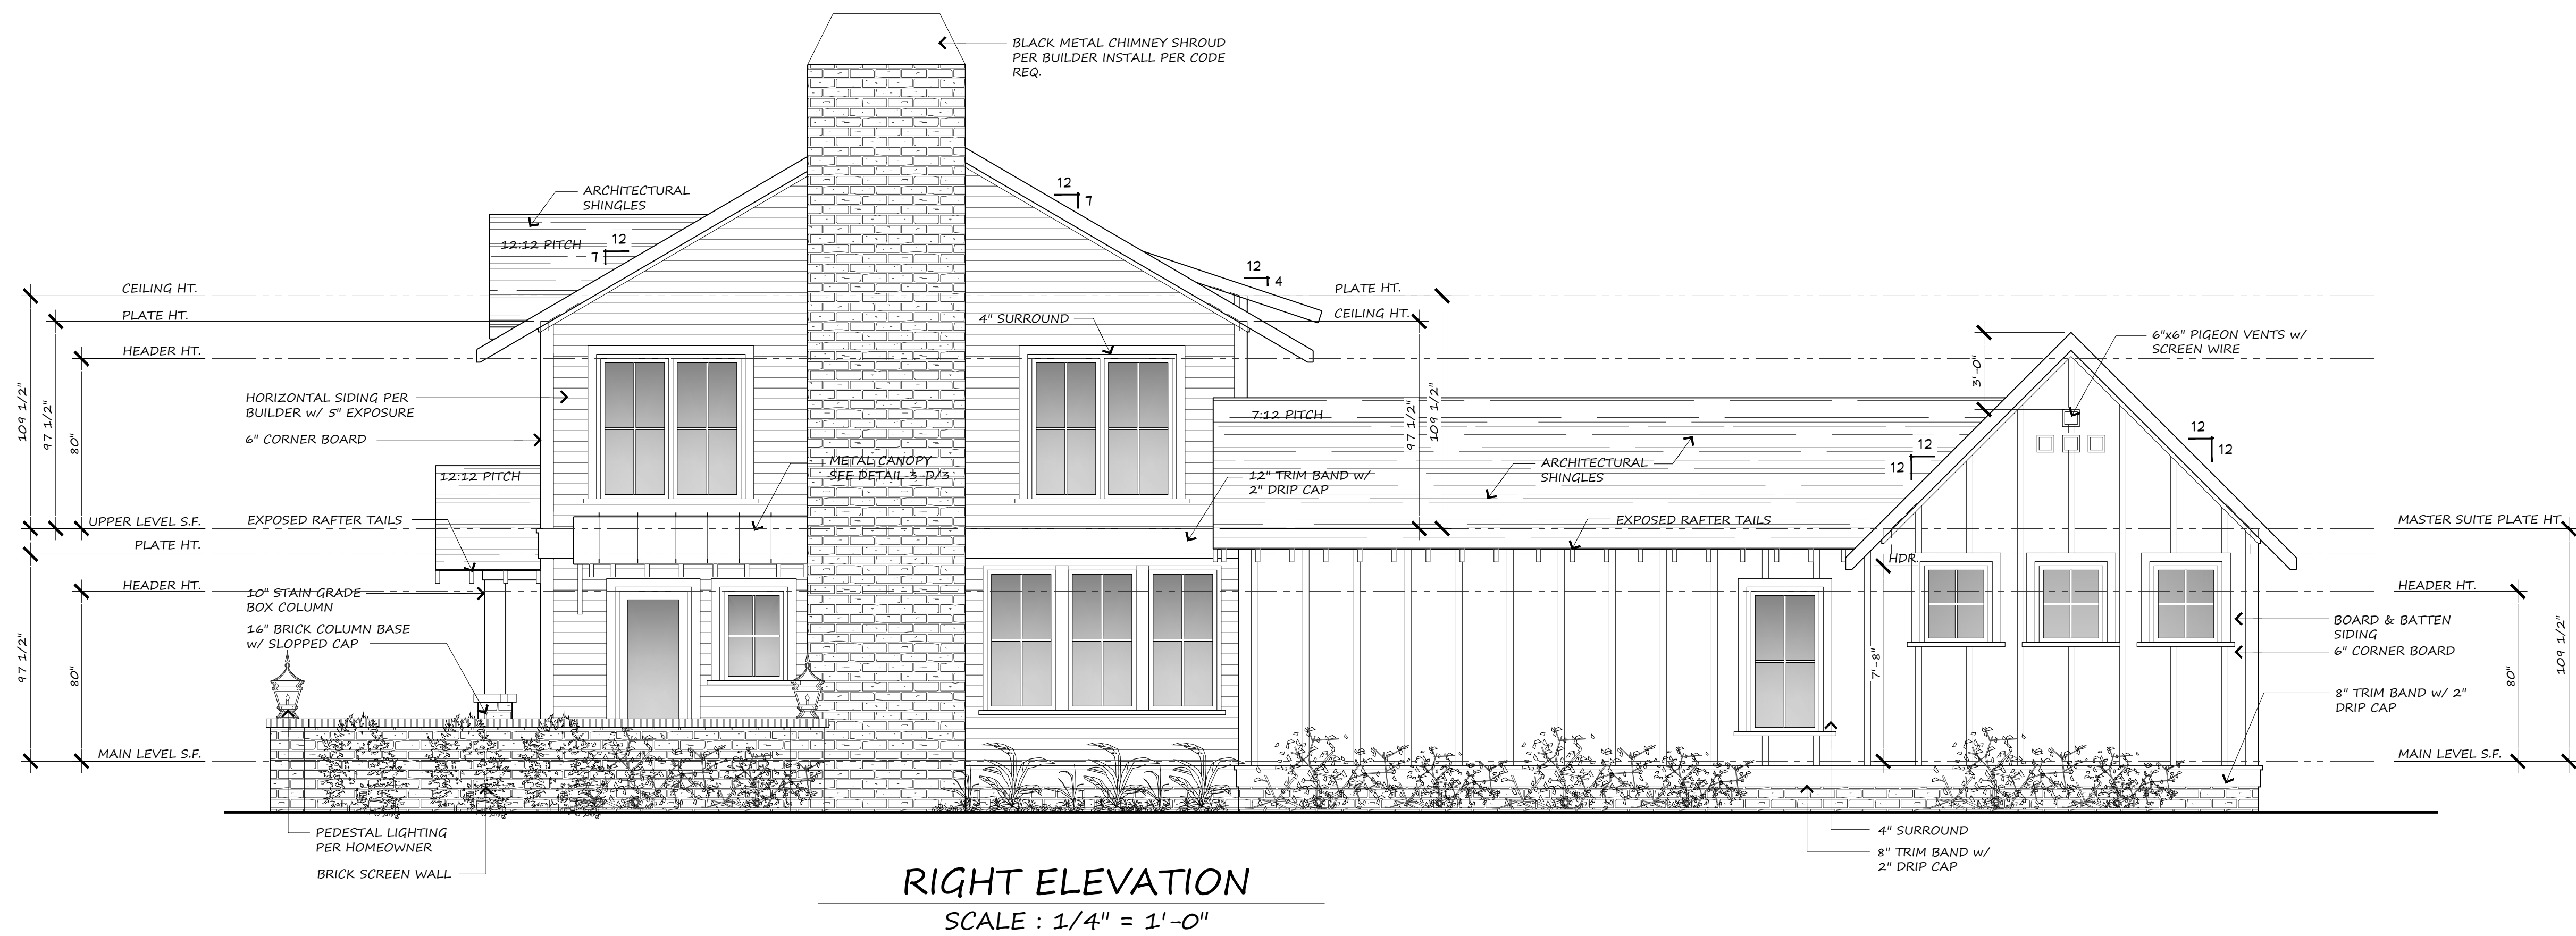 BLACK METAL CHIMNEY SHROUD
PER BUILDER INSTALL PER CODE
REQ.
ARCHITECTURAL
SHINGLES
12:12 PITCH
12
7
12
7
12
4
CEILING HT.
PLATE HT.
HEADER HT.
109 1/2"
97 1/2"
80"
HORIZONTAL SIDING PER
BUILDER w/ 5" EXPOSURE
6" CORNER BOARD
12:12 PITCH
UPPER LEVEL S.F.
EXPOSED RAFTER TAILS
PLATE HT.
HEADER HT.
10" STAIN GRADE
BOX COLUMN
16" BRICK COLUMN BASE
w/ SLOPPED CAP
97 1/2"
80"
MAIN LEVEL S.F.
PEDESTAL LIGHTING
PER HOMEOWNER
BRICK SCREEN WALL
4" SURROUND
METAL CANOPY
SEE DETAIL 3-D/3
PLATE HT.
CEILING HT.
97 1/2"
109 1/2"
7:12 PITCH
12" TRIM BAND w/
2" DRIP CAP
ARCHITECTURAL
SHINGLES
EXPOSED RAFTER TAILS
3'-0"
6"x6" PIGEON VENTS w/
SCREEN WIRE
12
12
12
12
HDR.
7'-8"
MASTER SUITE PLATE HT.
HEADER HT.
BOARD & BATTEN
SIDING
6" CORNER BOARD
8" TRIM BAND w/ 2"
DRIP CAP
80"
109 1/2"
MAIN LEVEL S.F.
4" SURROUND
8" TRIM BAND w/
2" DRIP CAP
RIGHT ELEVATION
SCALE : 1/4" = 1'-0"